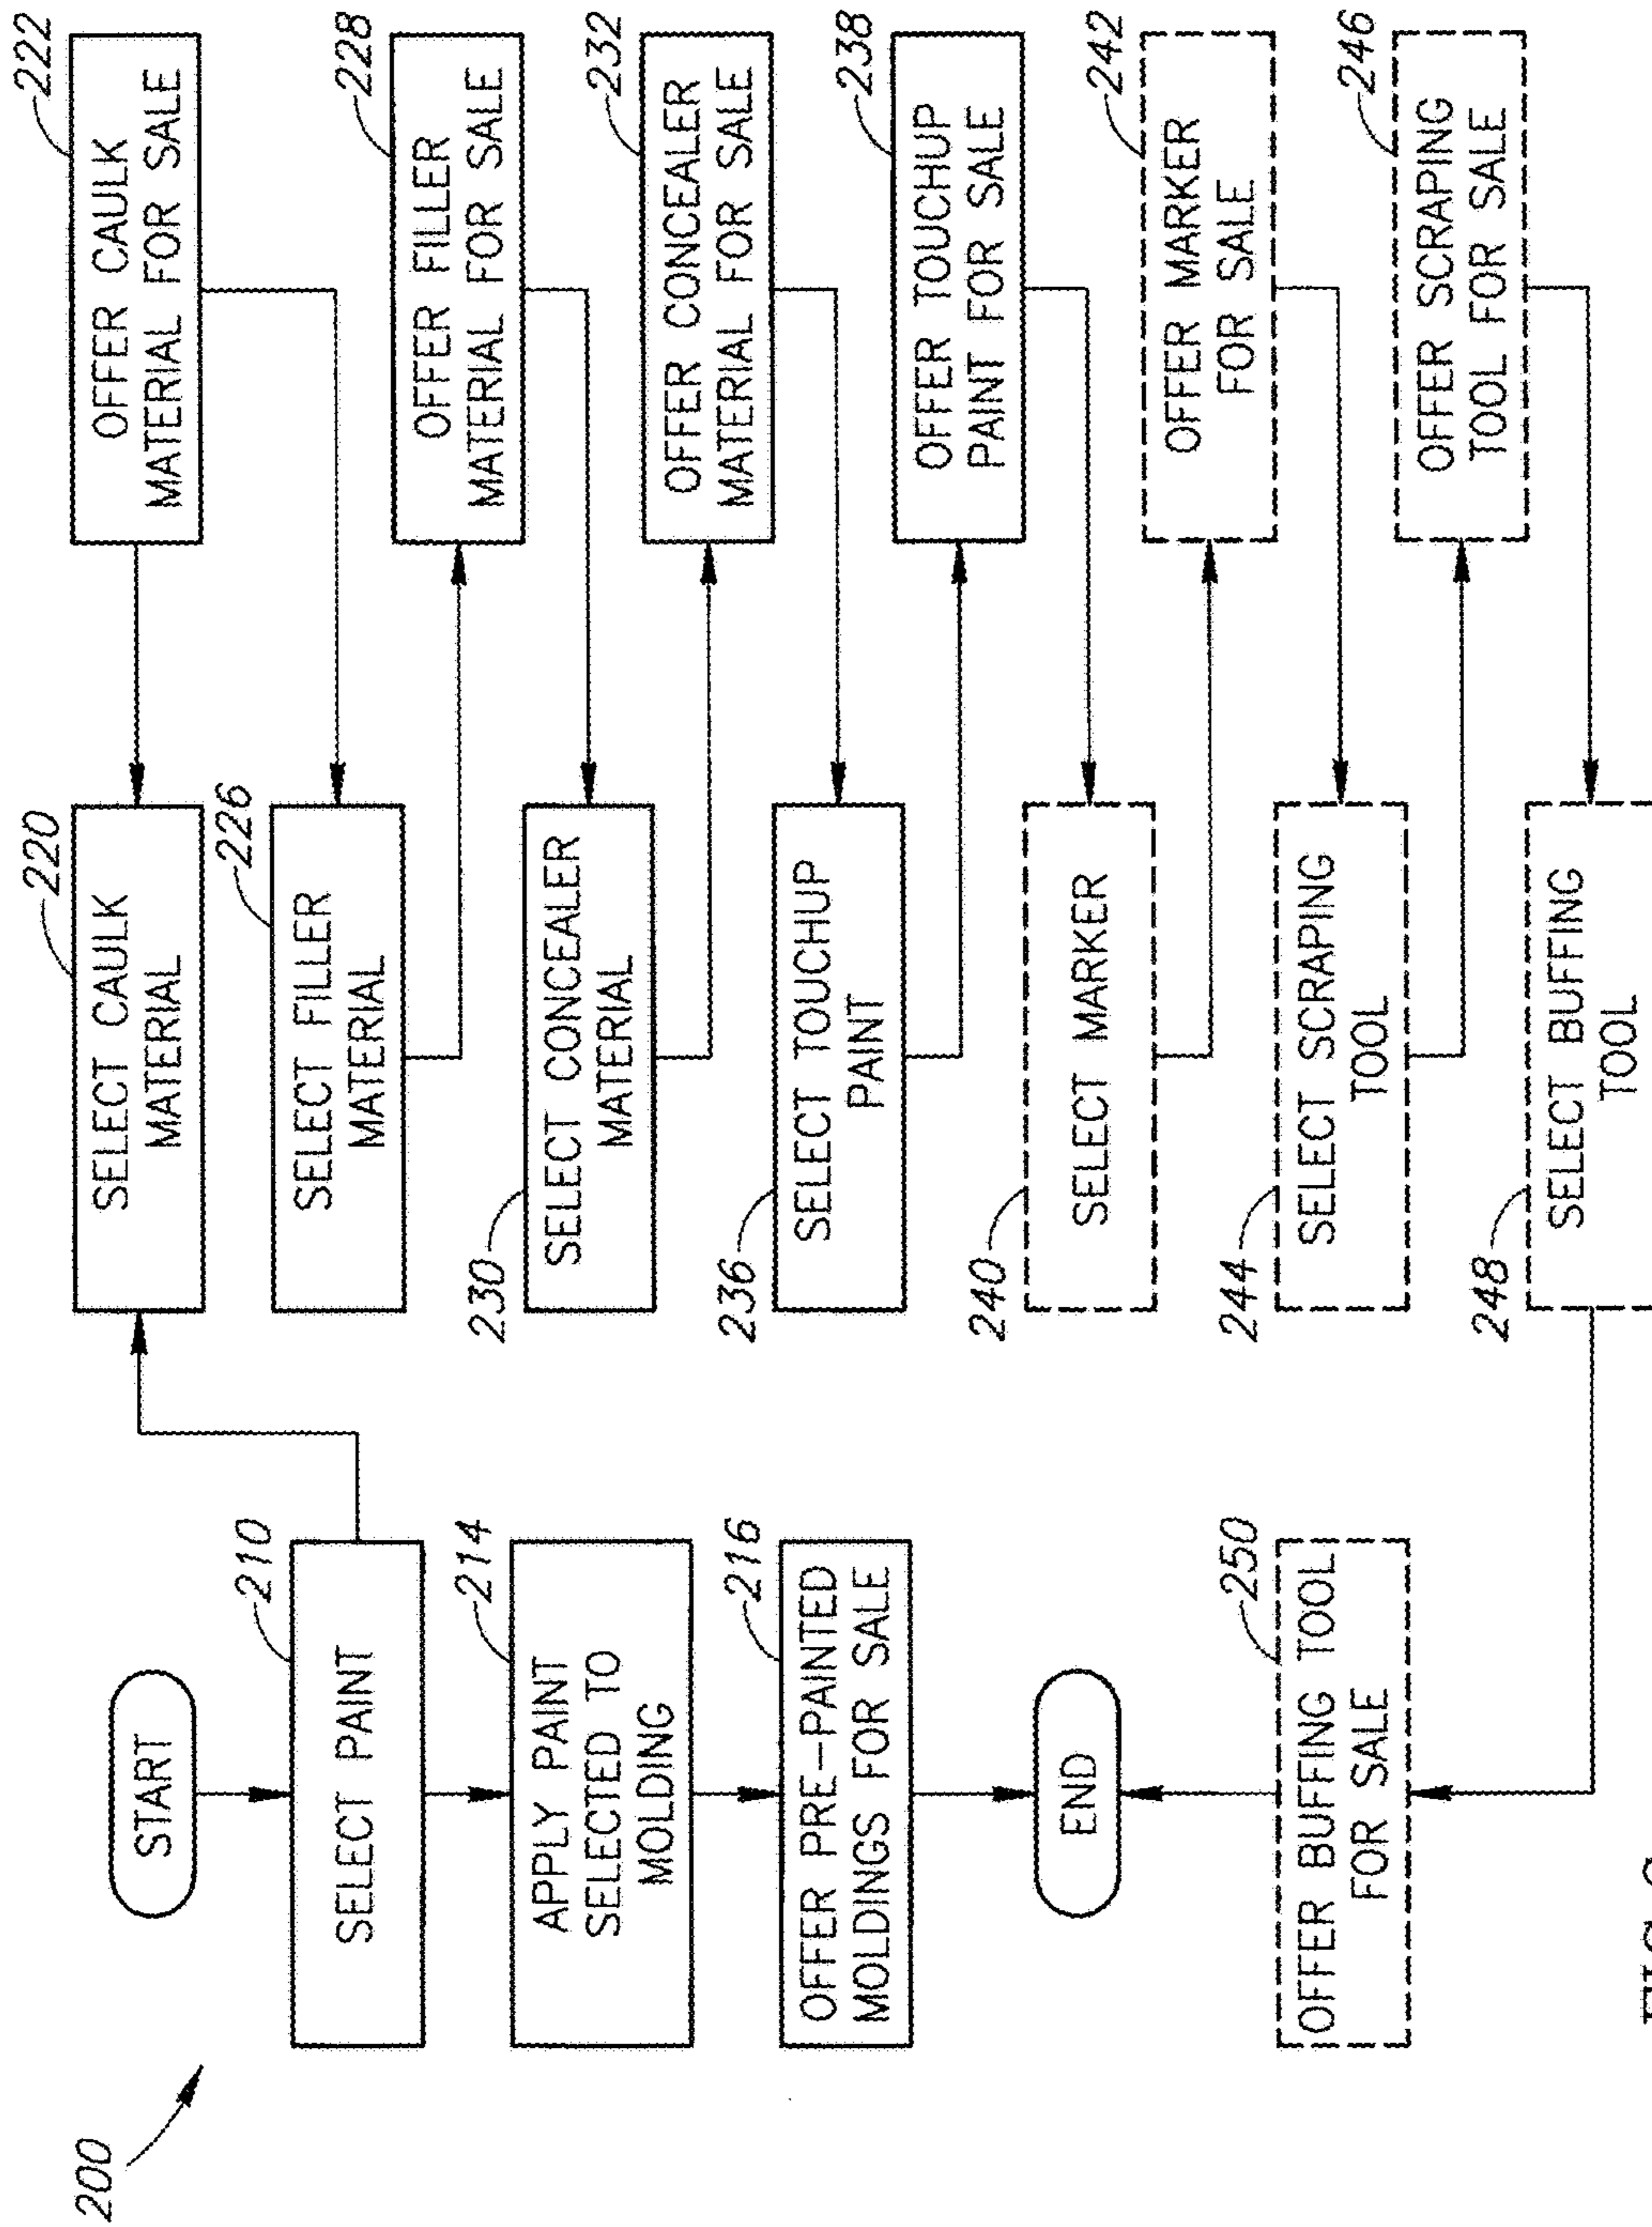 200
START
210
SELECT PAINT
214
APPLY PAINT
SELECTED TO
MOLDING
216
OFFER PRE-PAINTED
MOLDINGS FOR SALE
END
250
OFFER BUFFING TOOL
FOR SALE
220
SELECT CAULK
MATERIAL
226
SELECT FILLER
MATERIAL
230
SELECT CONCEALER
MATERIAL
236
SELECT TOUCHUP
PAINT
240
SELECT MARKER
244
SELECT SCRAPING
TOOL
248
SELECT BUFFING
TOOL
222
OFFER CAULK
MATERIAL FOR SALE
228
OFFER FILLER
MATERIAL FOR SALE
232
OFFER CONCEALER
MATERIAL FOR SALE
238
OFFER TOUCHUP
PAINT FOR SALE
242
OFFER MARKER
FOR SALE
246
OFFER SCRAPING
TOOL FOR SALE